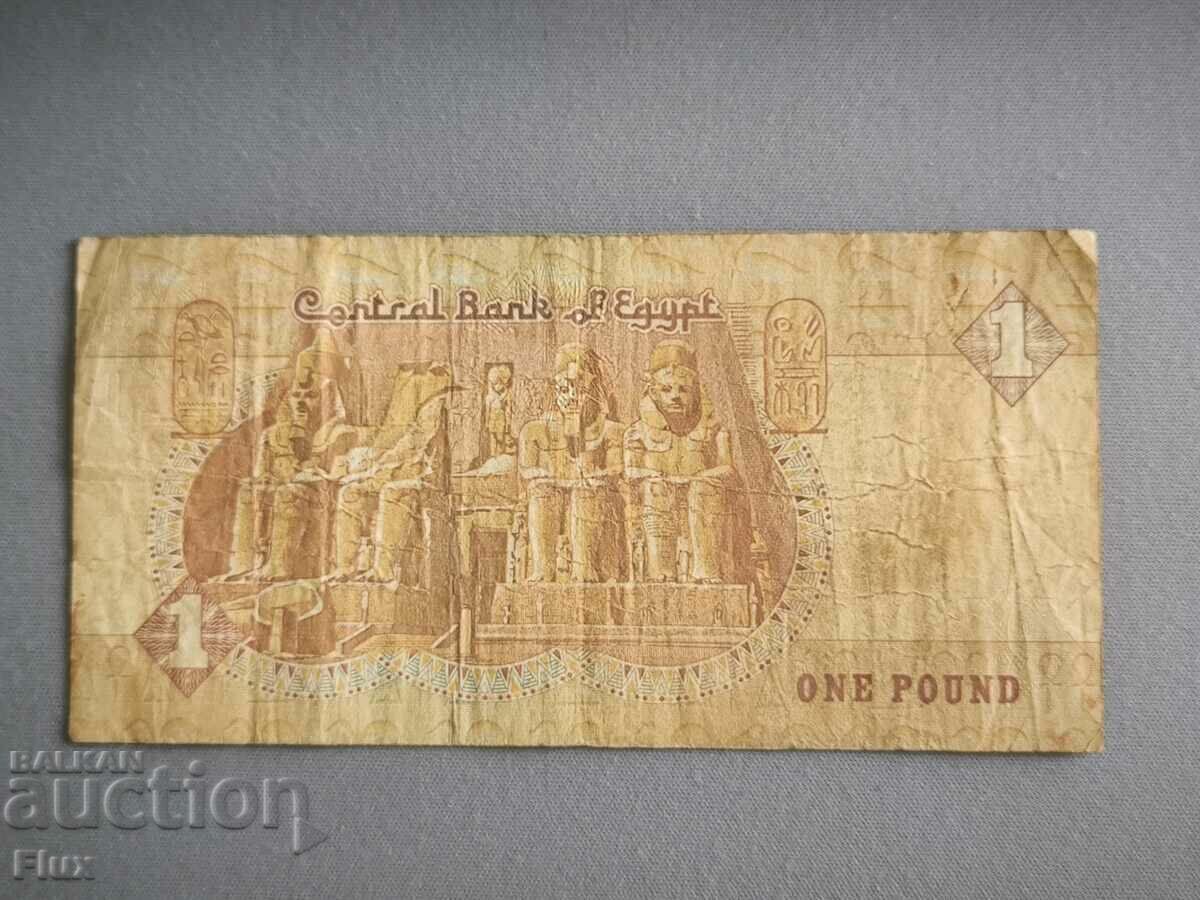 Central Bank of Egypt
1
1
ONE POUND
BALKAN
auction
Flux